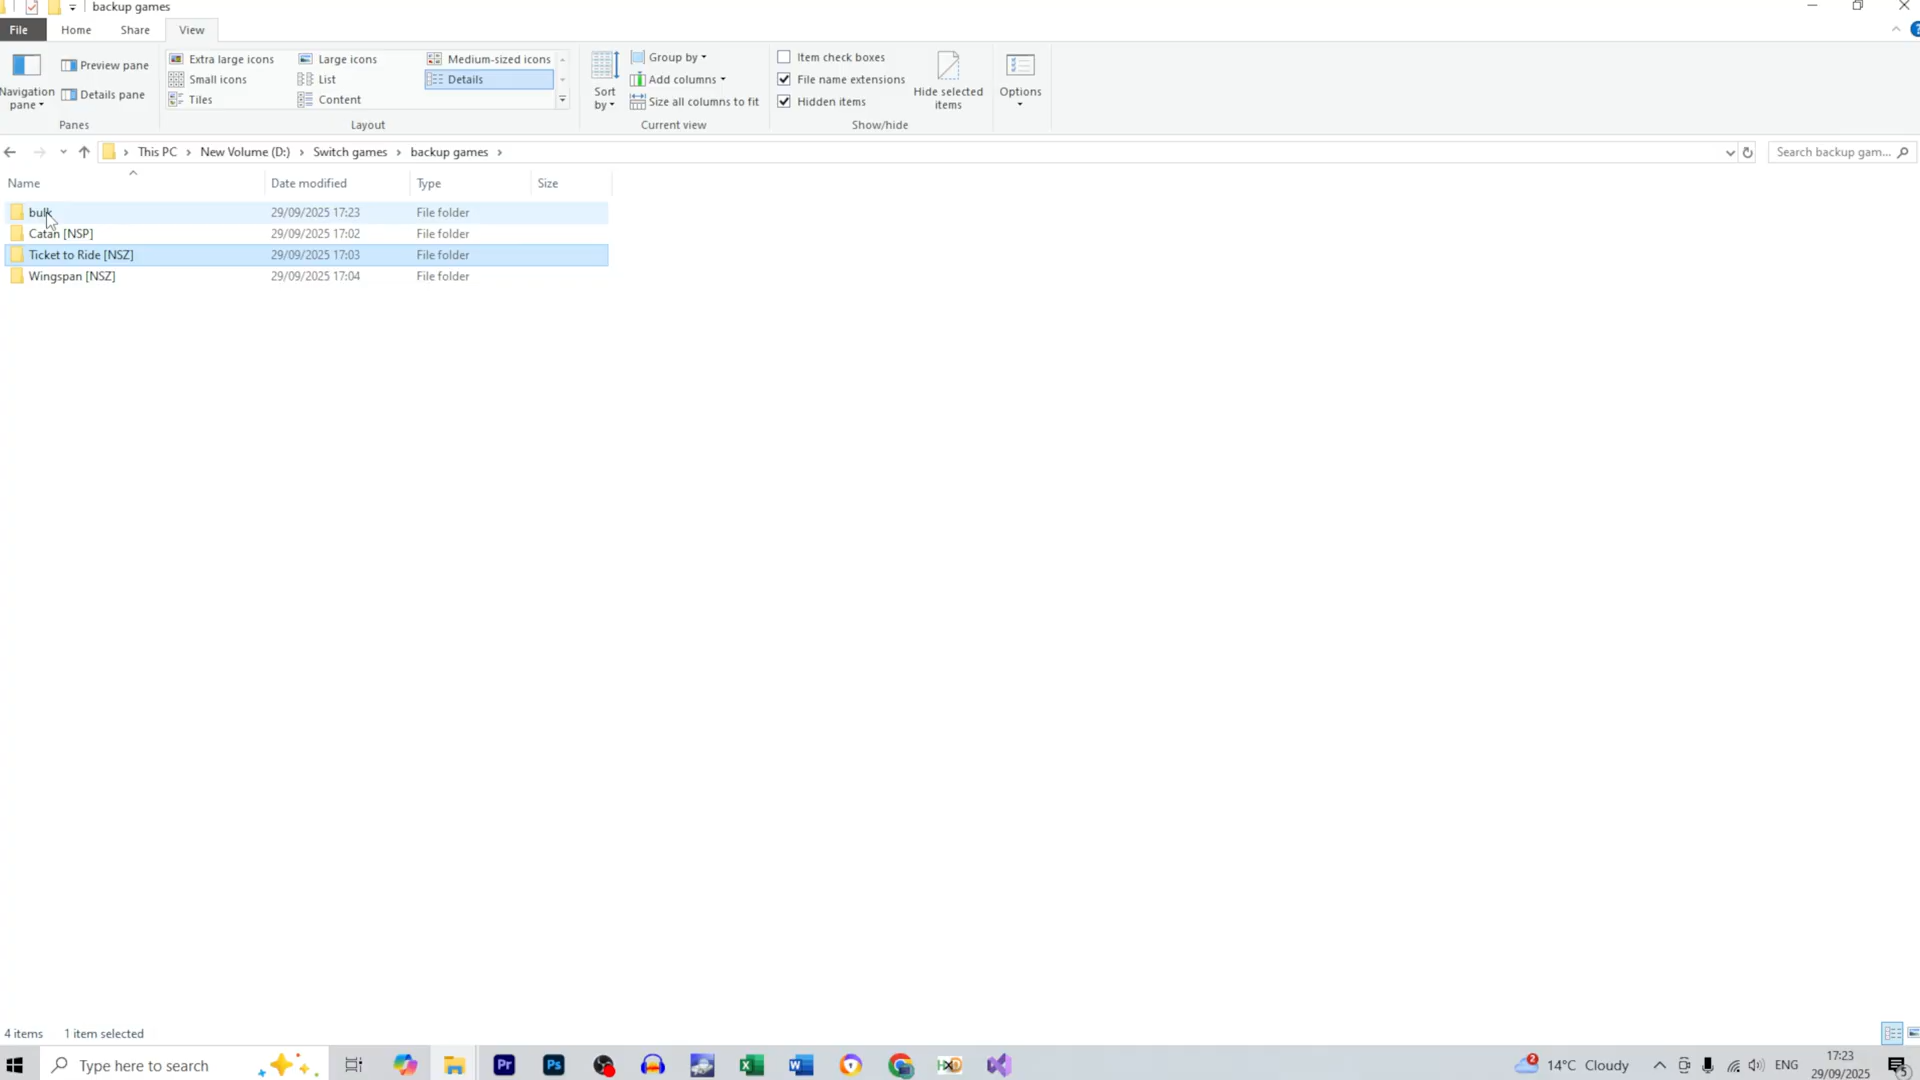 backup games
File Home Share View
Navigation pane
Preview pane
Details pane
Panes
Extra large icons Large icons Medium-sized icons
Small icons List Details
Tiles Content
Layout
Sort by
Group by
Add columns
Size all columns to fit
Current view
Item check boxes
File name extensions
Hidden items
Hide selected items
Show/hide
Options
This PC New Volume (D:) Switch games backup games
Search backup gam...
Name Date modified Type Size
bulk 29/09/2025 17:23 File folder
Catan [NSP] 29/09/2025 17:02 File folder
Ticket to Ride [NSZ] 29/09/2025 17:03 File folder
Wingspan [NSZ] 29/09/2025 17:04 File folder
4 items 1 item selected
Type here to search
Pr Ps
2 14°C Cloudy ENG 17:23
29/09/2025
5